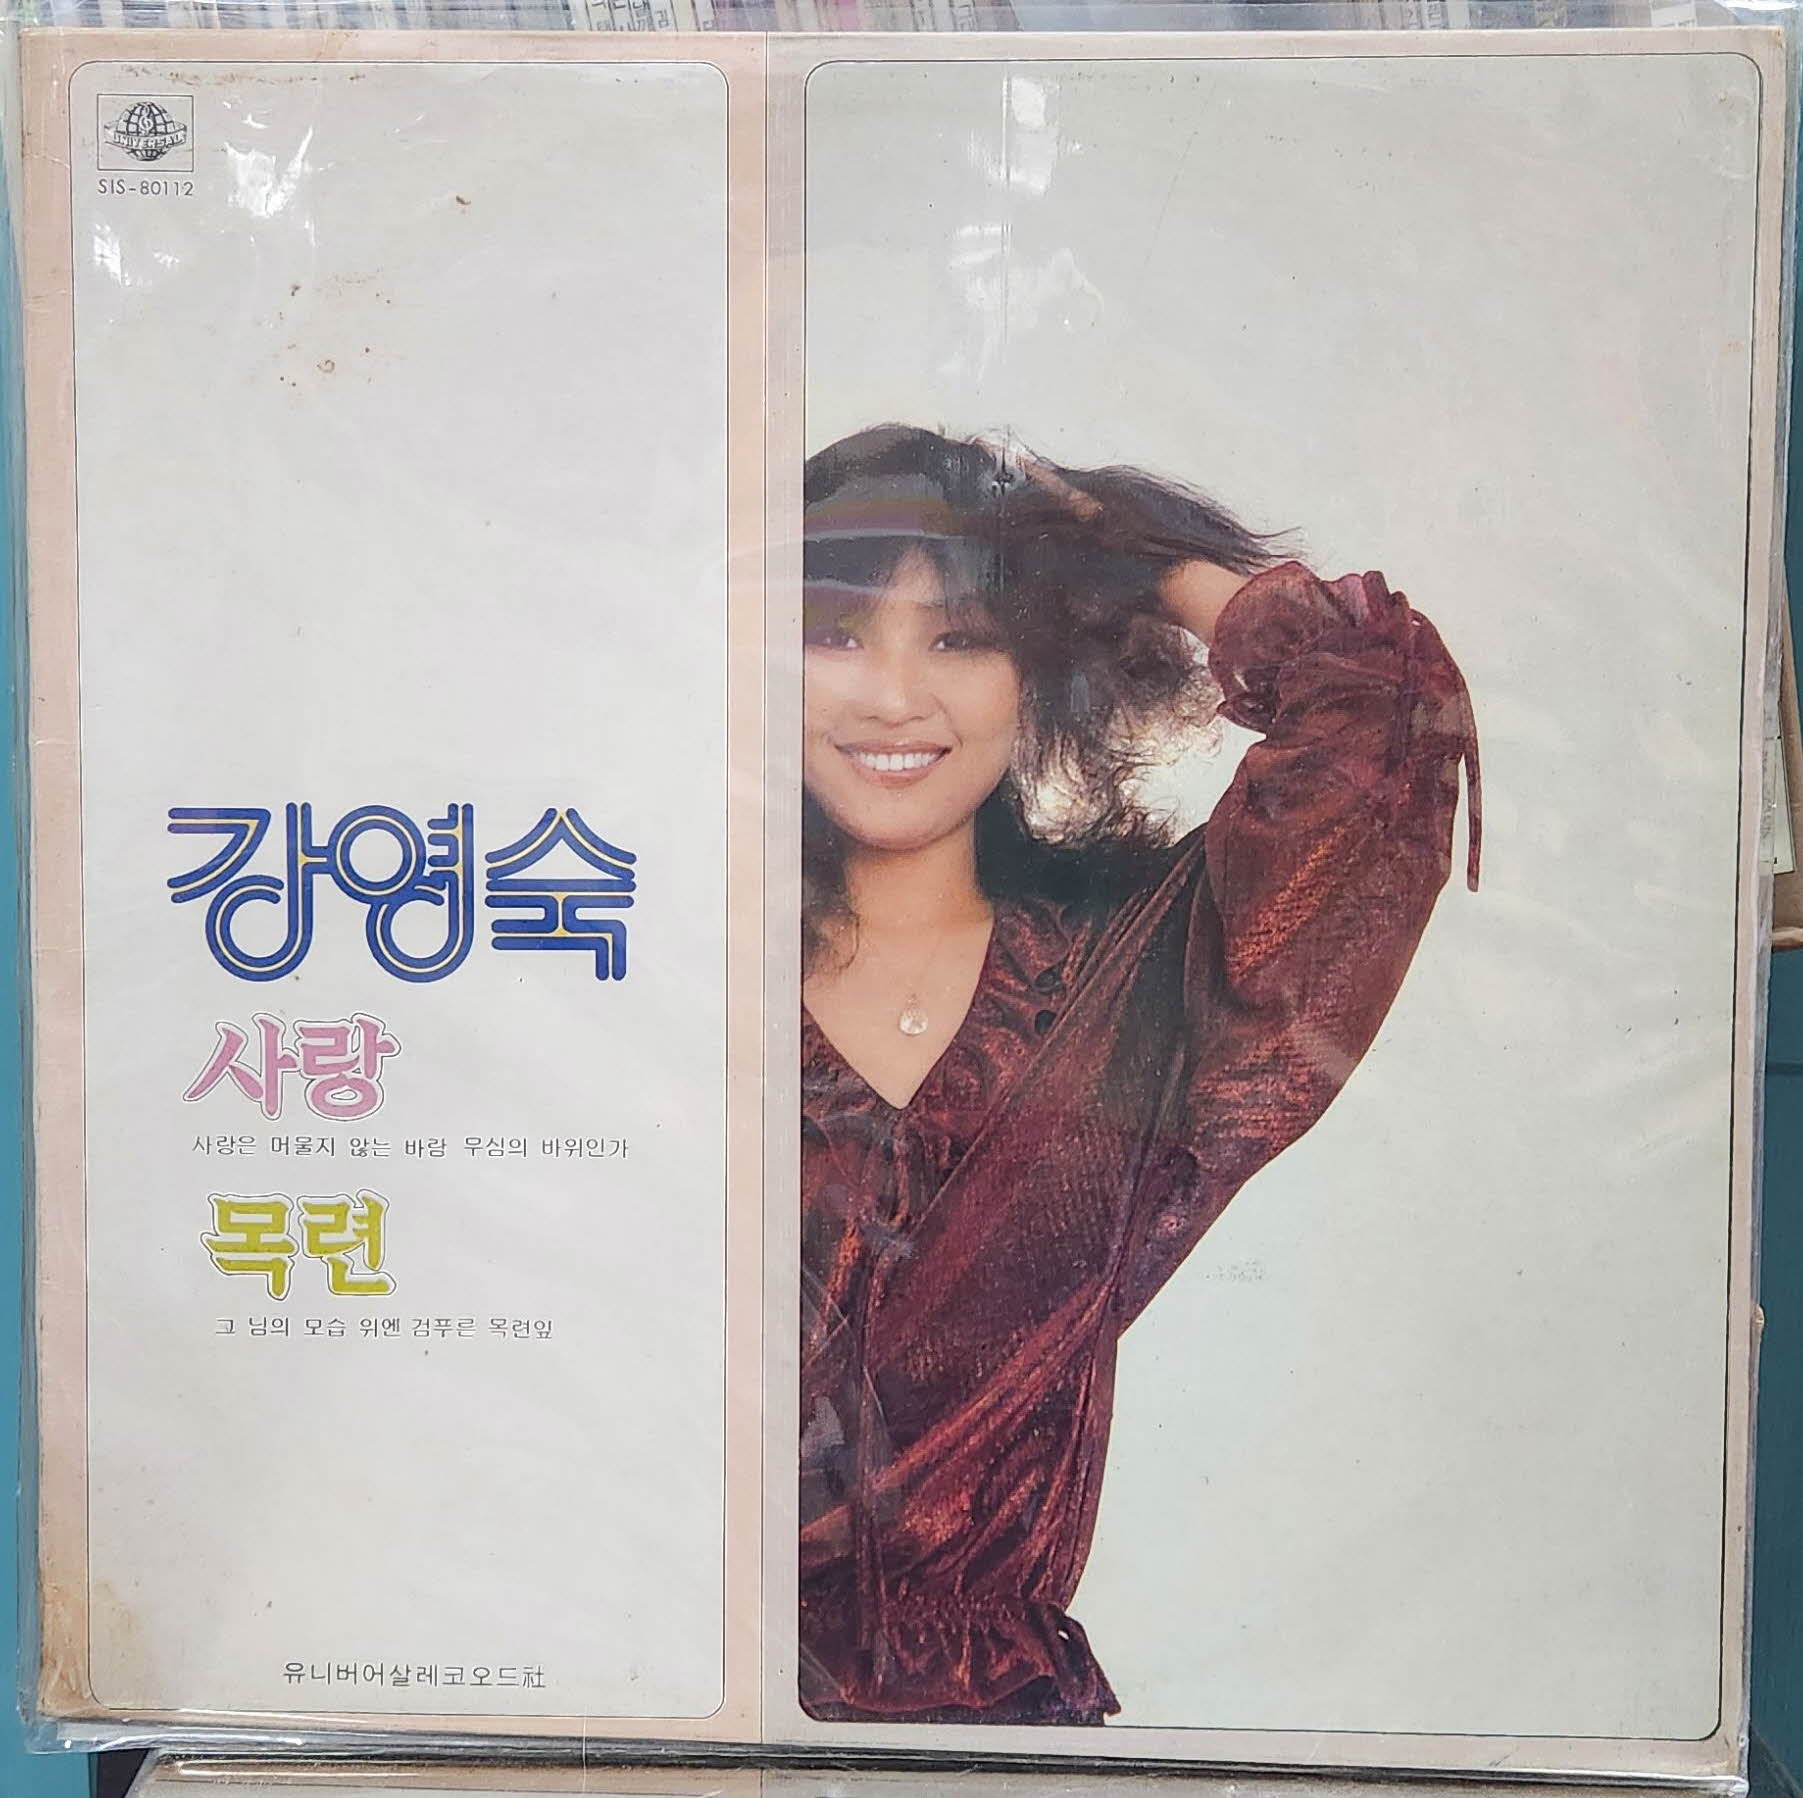 UNIVERSAL
SIS-80112
강영숙
사랑
사랑은 머울지 않는 바람 무심의 바위인가
목련
그 님의 모습 위엔 검푸른 목련잎
유니버어살레코오드社